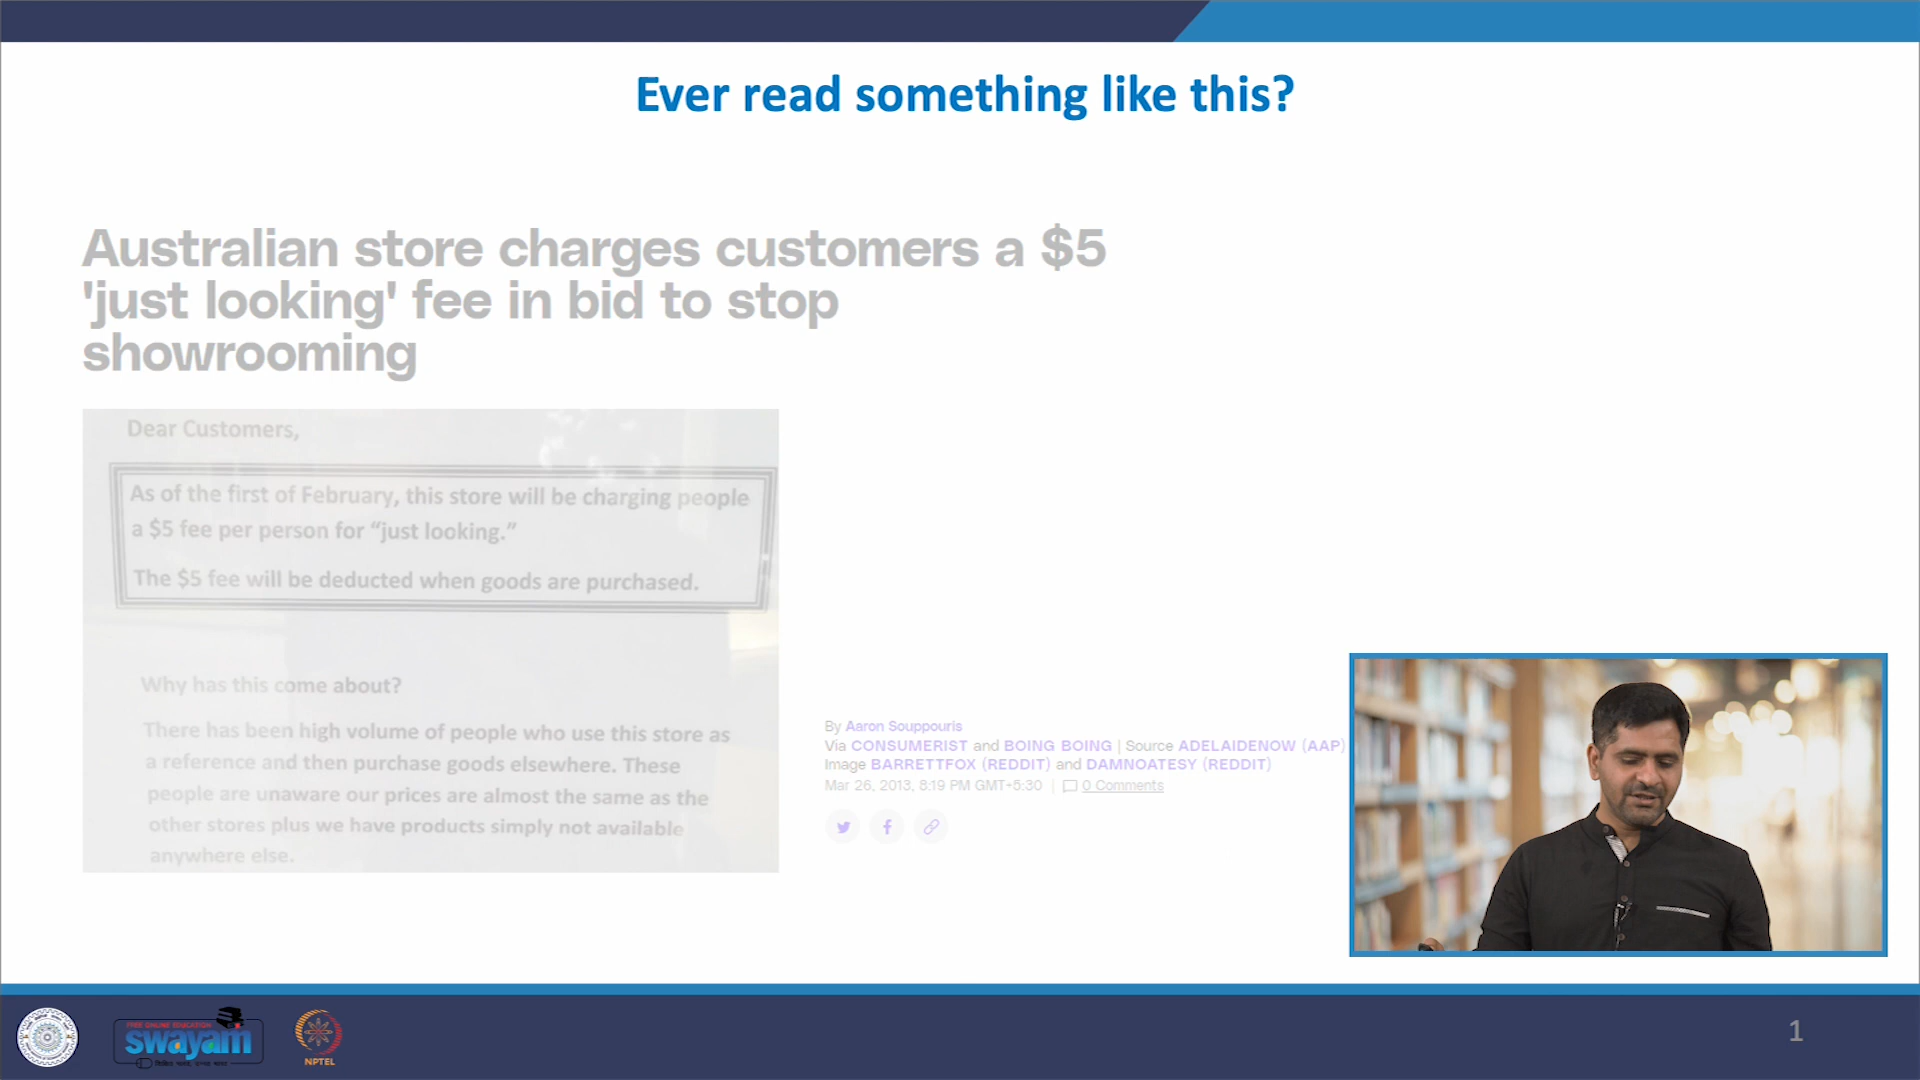 Ever read something like this?
Australian store charges customers a $5
'just looking' fee in bid to stop
showrooming
Dear Customers,
As of the first of February, this store will be charging people
a $5 fee per person for “just looking.”
The $5 fee will be deducted when goods are purchased.
Why has this come about?
There has been high volume of people who use this store as
a reference and then purchase goods elsewhere. These
people are unaware our prices are almost the same as the
other stores plus we have products simply not available
anywhere else.
By Aaron Souppouris
Via CONSUMERIST and BOING BOING | Source ADELAIDENOW (AAP)
Image BARRETTFOX (REDDIT) and DAMNOATESY (REDDIT)
Mar 26, 2013, 8:19 PM GMT+5:30 | 0 Comments
FREE ONLINE EDUCATION
swayam
NPTEL
1